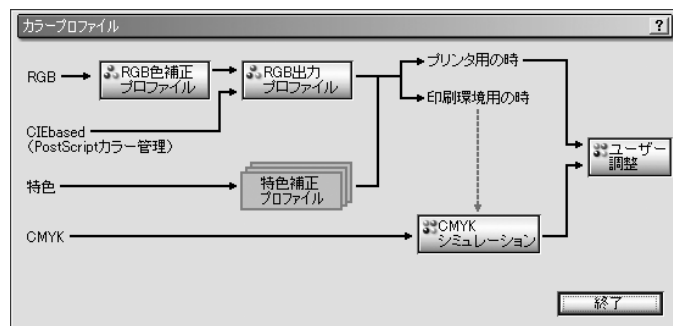 カラープロファイル
?
RGB
RGB色補正
プロファイル
RGB出力
プロファイル
プリンタ用の時
印刷環境用の時
CIEbased
(PostScriptカラー管理)
ユーザー
調整
特色
特色補正
プロファイル
CMYK
CMYK
シミュレーション
終了